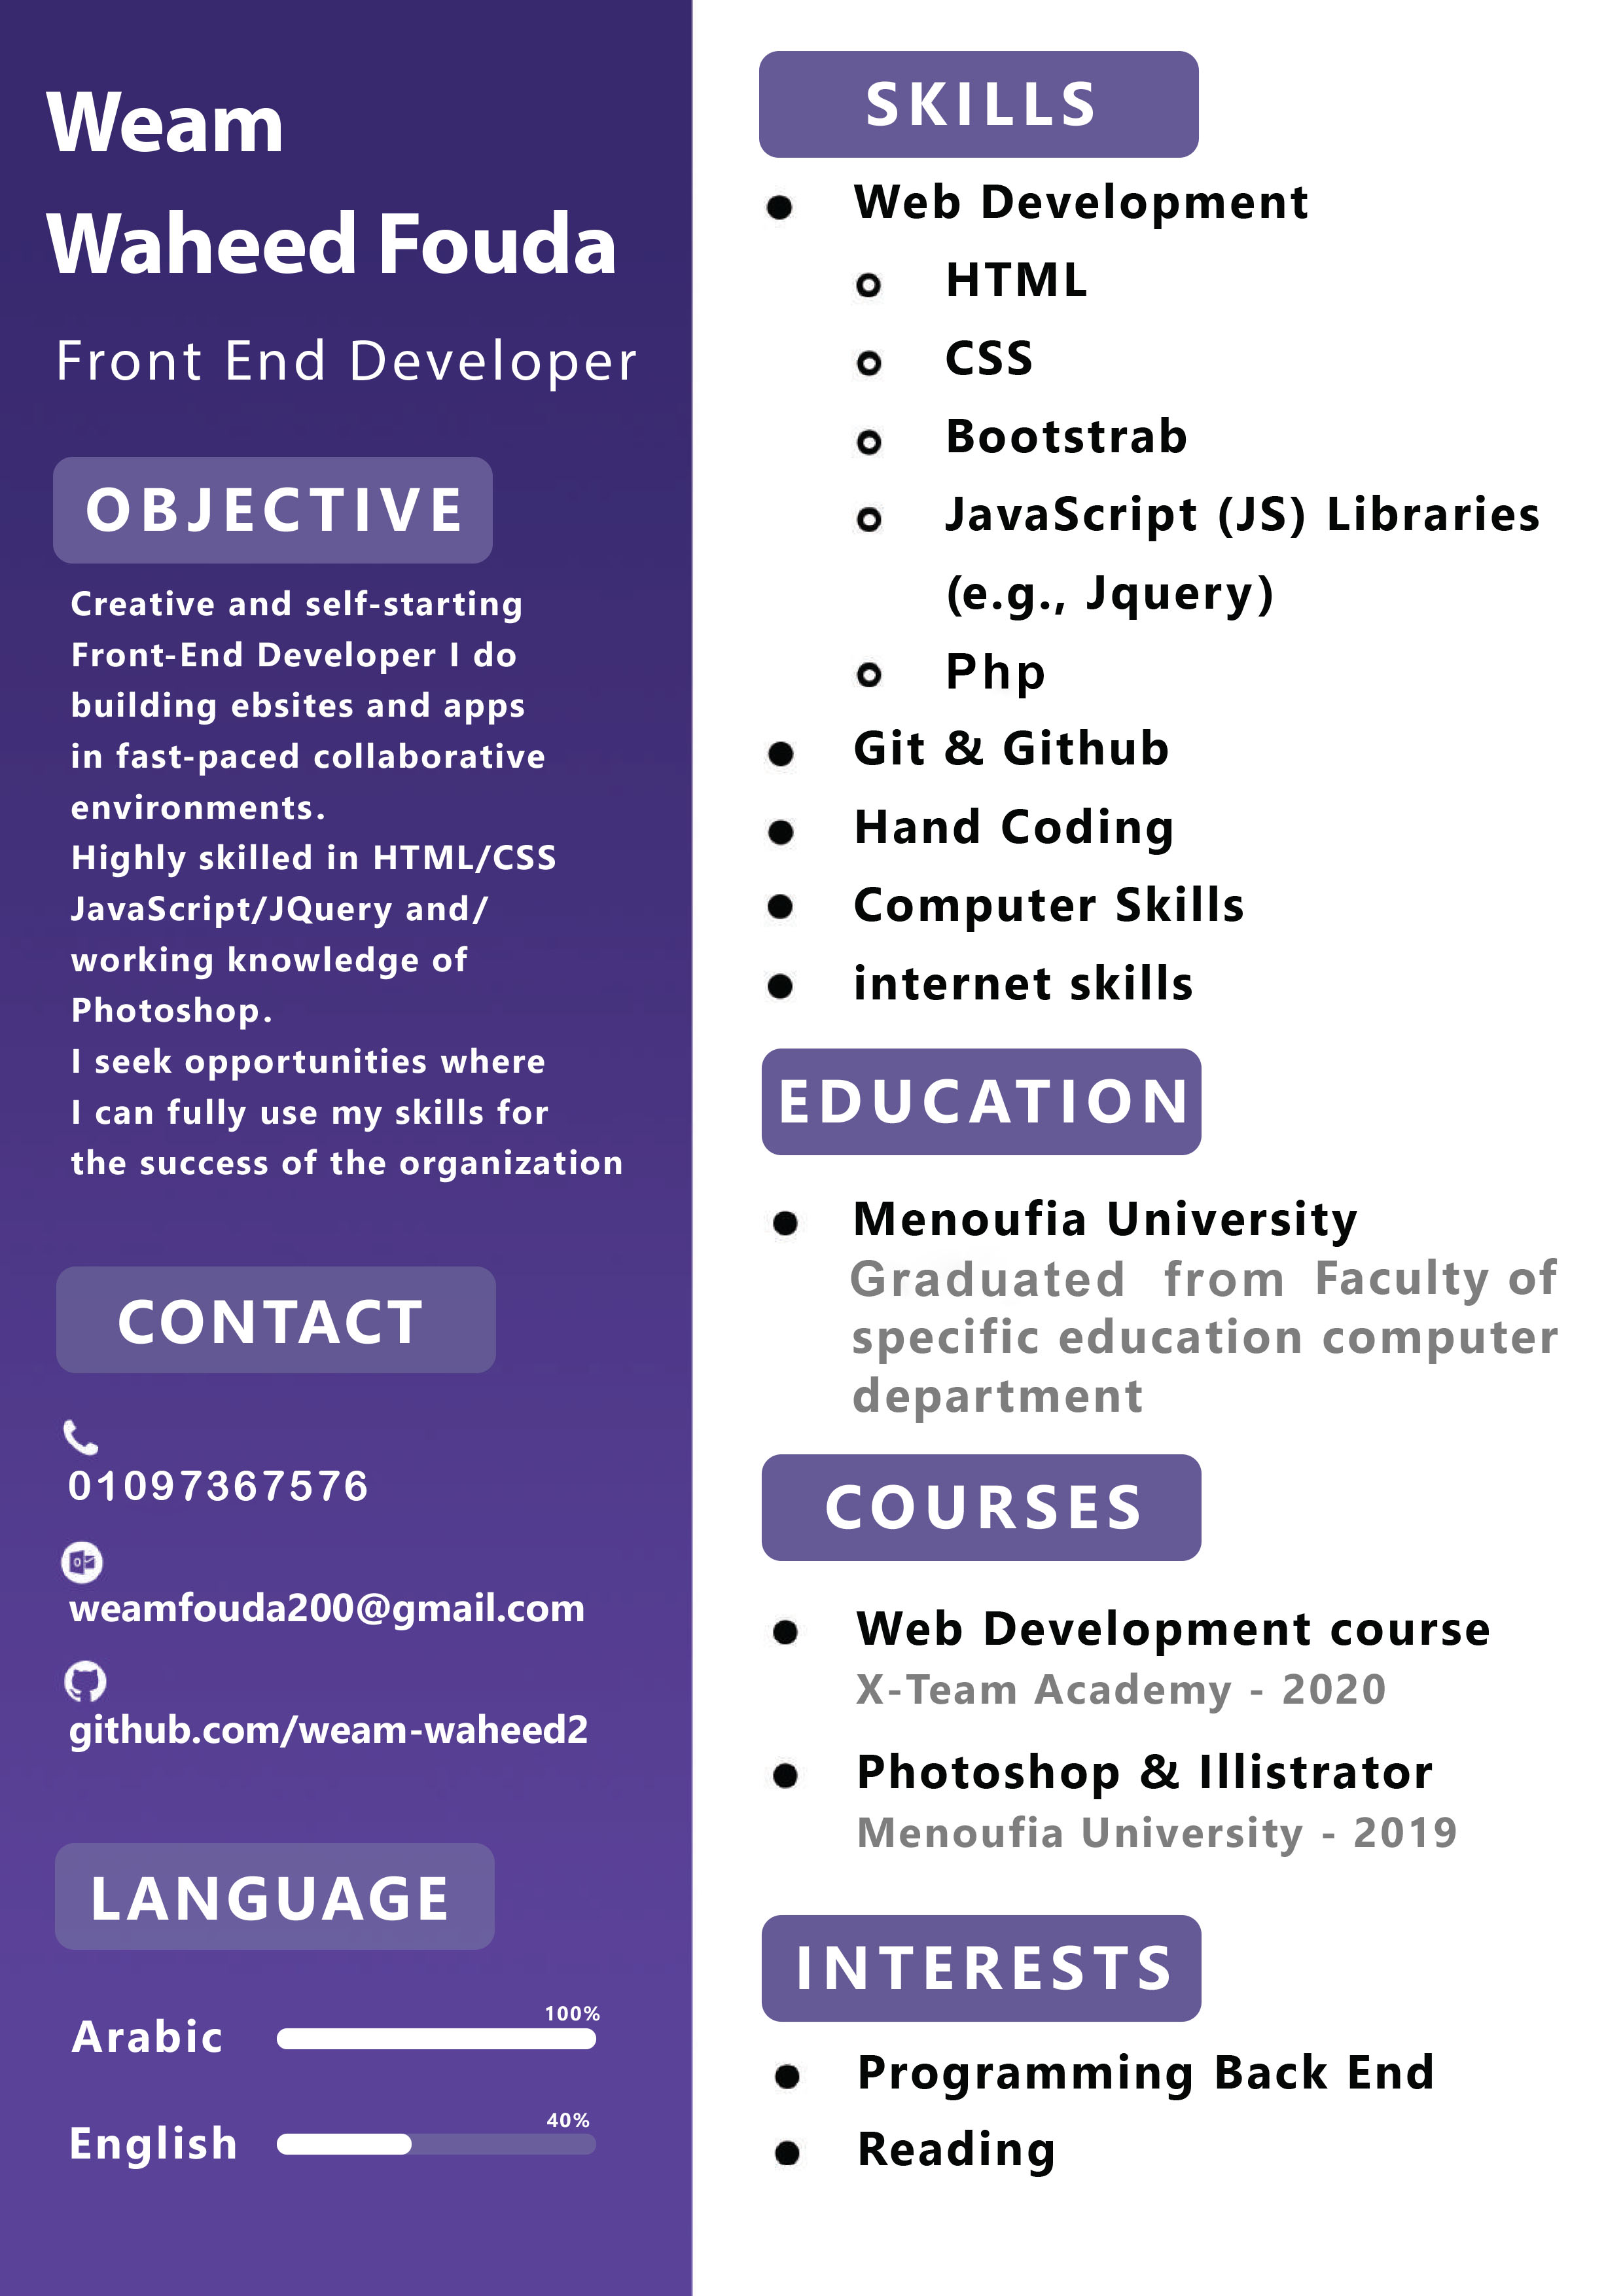 Weam
Waheed Fouda
Front End Developer
OBJECTIVE
Creative and self-starting
Front-End Developer I do
building ebsites and apps
in fast-paced collaborative
environments.
Highly skilled in HTML/CSS
JavaScript/JQuery and/
working knowledge of
Photoshop.
I seek opportunities where
I can fully use my skills for
the success of the organization
CONTACT
01097367576
weamfouda200@gmail.com
github.com/weam-waheed2
LANGUAGE
Arabic 100%
English 40%
SKILLS
Web Development
HTML
CSS
Bootstrab
JavaScript (JS) Libraries
(e.g., Jquery)
Php
Git & Github
Hand Coding
Computer Skills
internet skills
EDUCATION
Menoufia University
Graduated from Faculty of
specific education computer
department
COURSES
Web Development course
X-Team Academy - 2020
Photoshop & Illistrator
Menoufia University - 2019
INTERESTS
Programming Back End
Reading